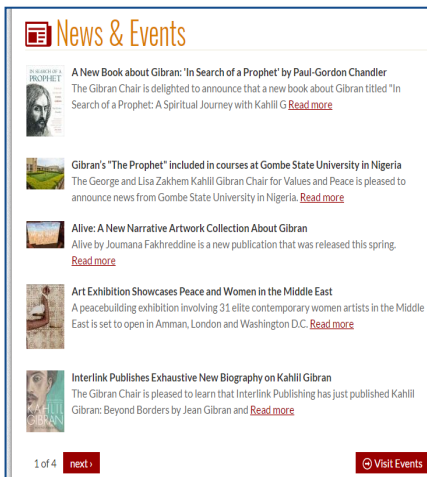 News & Events
IN SEARCH OF A
PROPHET
A New Book about Gibran: 'In Search of a Prophet' by Paul-Gordon Chandler
The Gibran Chair is delighted to announce that a new book about Gibran titled "In
Search of a Prophet: A Spiritual Journey with Kahlil G Read more
Gibran's "The Prophet" included in courses at Gombe State University in Nigeria
The George and Lisa Zakhem Kahlil Gibran Chair for Values and Peace is pleased to
announce news from Gombe State University in Nigeria. Read more
Alive: A New Narrative Artwork Collection About Gibran
Alive by Joumana Fakhreddine is a new publication that was released this spring.
Read more
Art Exhibition Showcases Peace and Women in the Middle East
A peacebuilding exhibition involving 31 elite contemporary women artists in the Middle
East is set to open in Amman, London and Washington D.C. Read more
KAHLIL
GIBRAN
Interlink Publishes Exhaustive New Biography on Kahlil Gibran
The Gibran Chair is pleased to learn that Interlink Publishing has just published Kahlil
Gibran: Beyond Borders by Jean Gibran and Read more
1 of 4 next ›
Visit Events